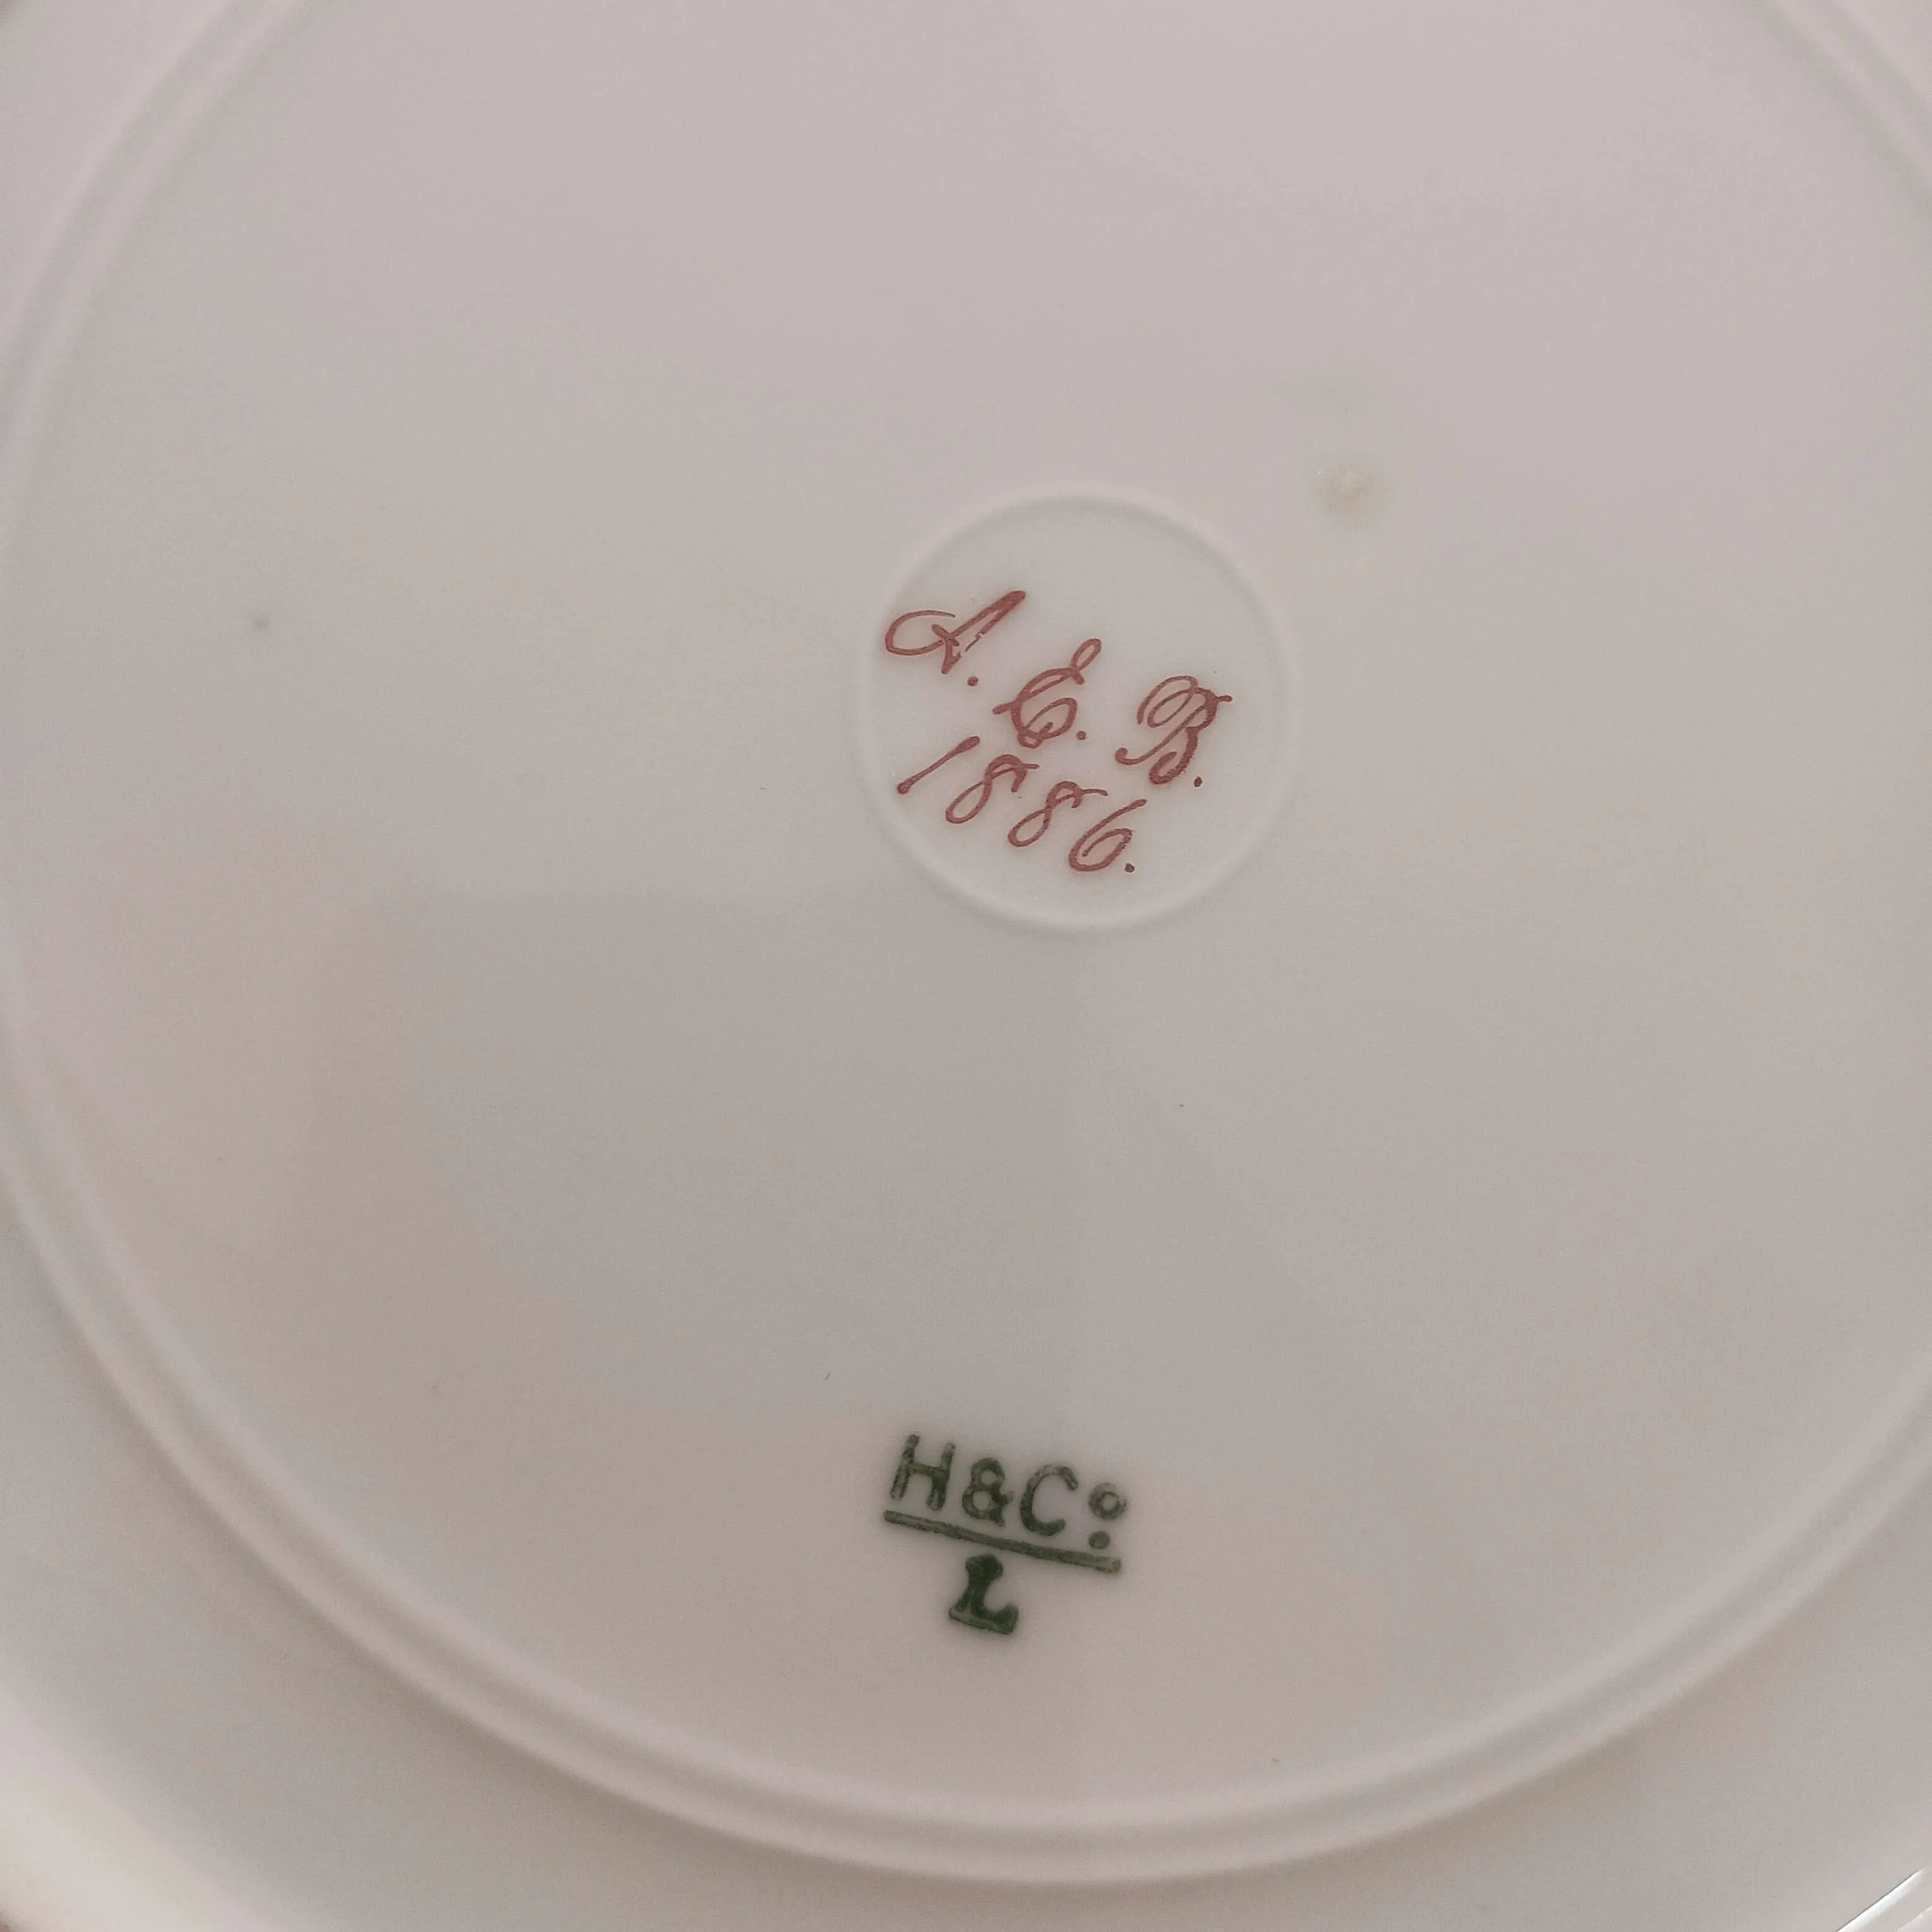 A. E. B.
1886.
H&Cº
L